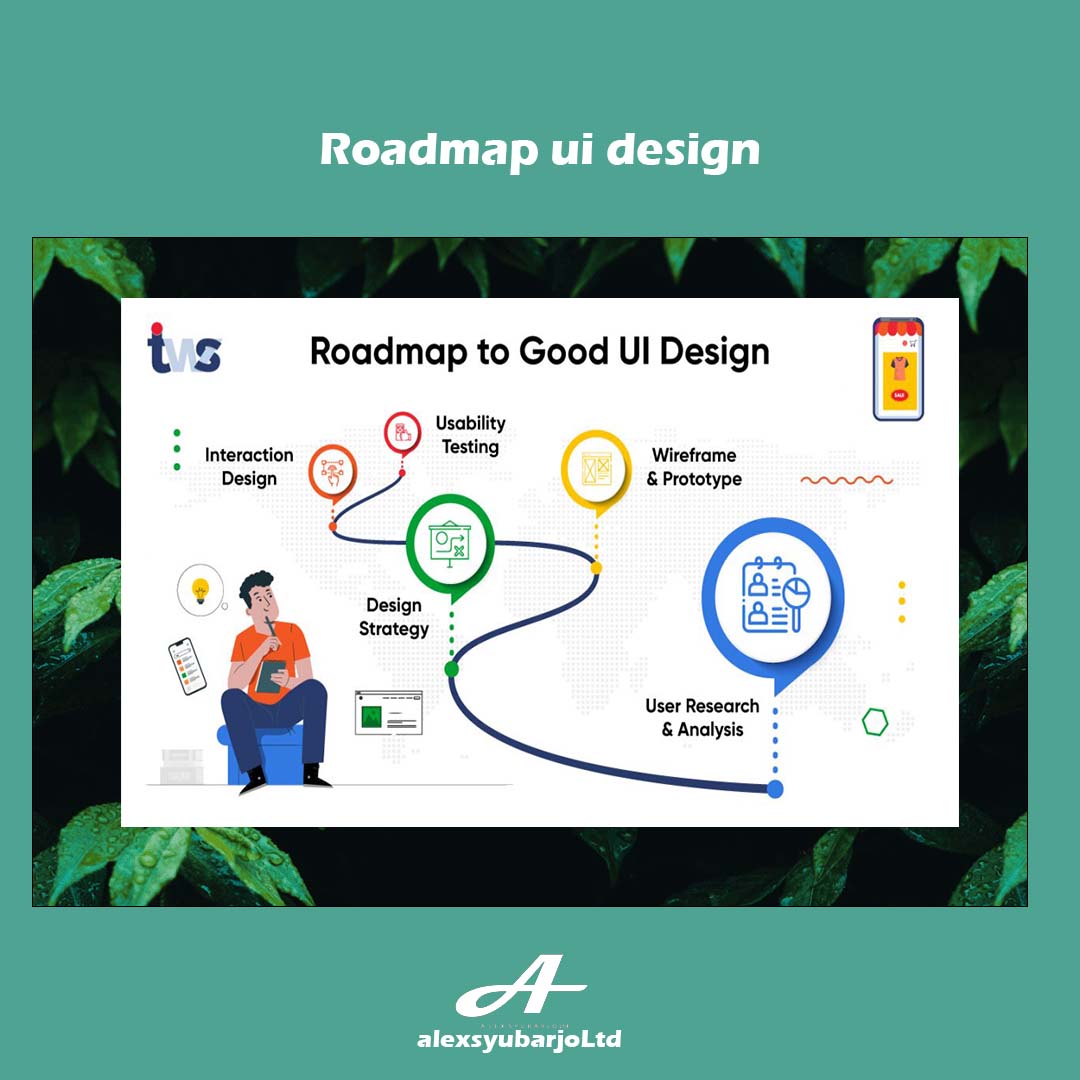 Roadmap ui design
tws
Roadmap to Good UI Design
SALE
Usability
Testing
Interaction
Design
Wireframe
& Prototype
Design
Strategy
User Research
& Analysis
A
alexsyubarjoLtd